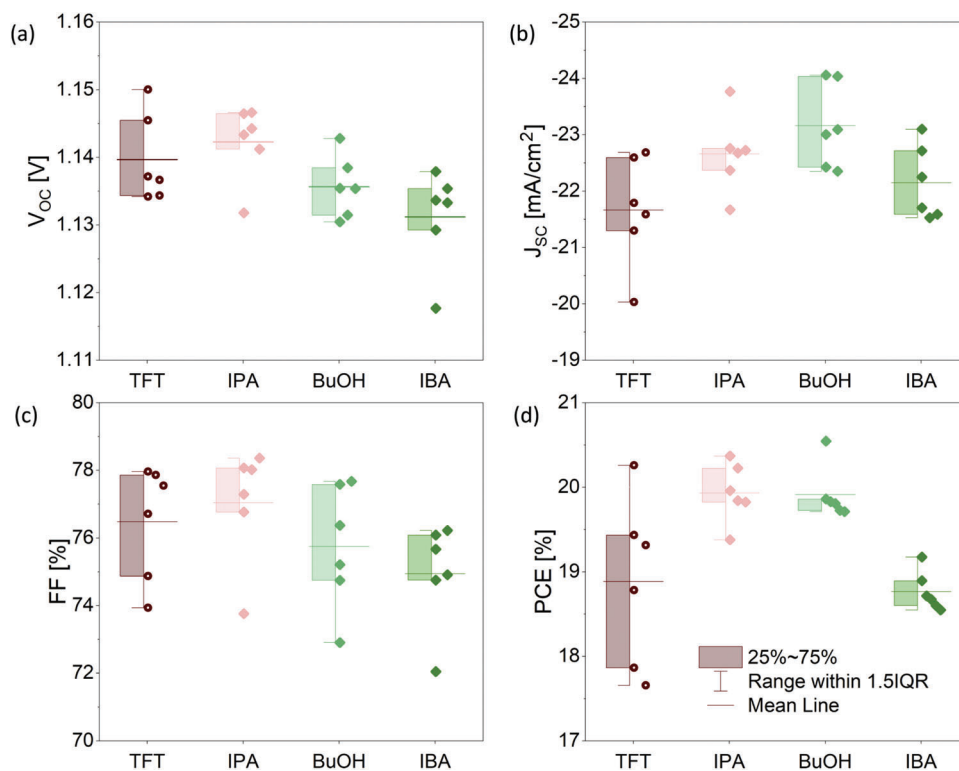 (a)
1.16
1.15
1.14
1.13
1.12
1.11
V_OC [V]
TFT IPA BuOH IBA
(b)
-24
-23
-22
-21
-20
-19
J_SC [mA/cm²]
TFT IPA BuOH IBA
(c)
80
78
76
74
72
70
FF [%]
TFT IPA BuOH IBA
(d)
21
20
19
18
17
PCE [%]
25%~75%
Range within 1.5IQR
Mean Line
TFT IPA BuOH IBA